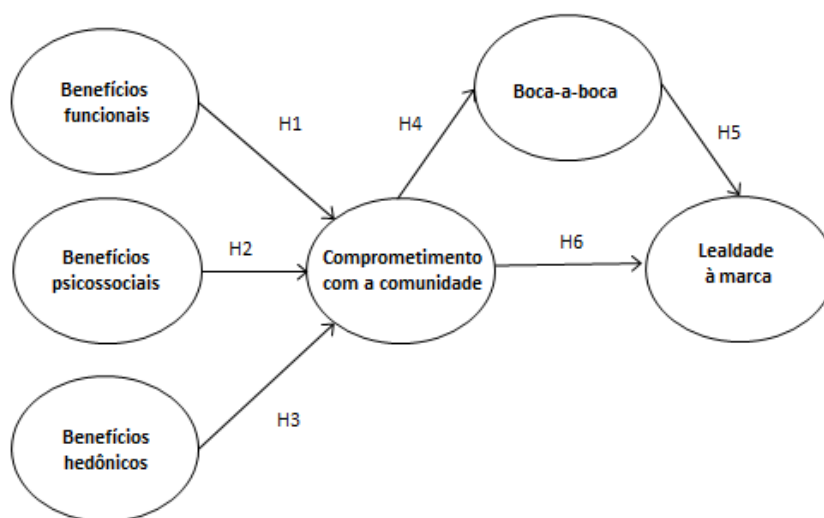 Benefícios
funcionais
H1
Benefícios
psicossociais
H2
Benefícios
hedônicos
H3
Comprometimento
com a comunidade
H4
Boca-a-boca
H5
H6
Lealdade
à marca